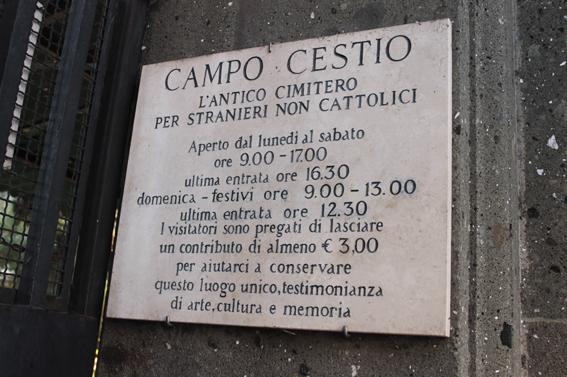 CAMPO CESTIO
L'ANTICO CIMITERO
PER STRANIERI NON CATTOLICI
Aperto dal lunedì al sabato
ore 9.00-17.00
ultima entrata ore 16.30
domenica-festivi ore 9.00-13.00
ultima entrata ore 12.30
I visitatori sono pregati di lasciare
un contributo di almeno € 3,00
per aiutarci a conservare
questo luogo unico, testimonianza
di arte, cultura e memoria